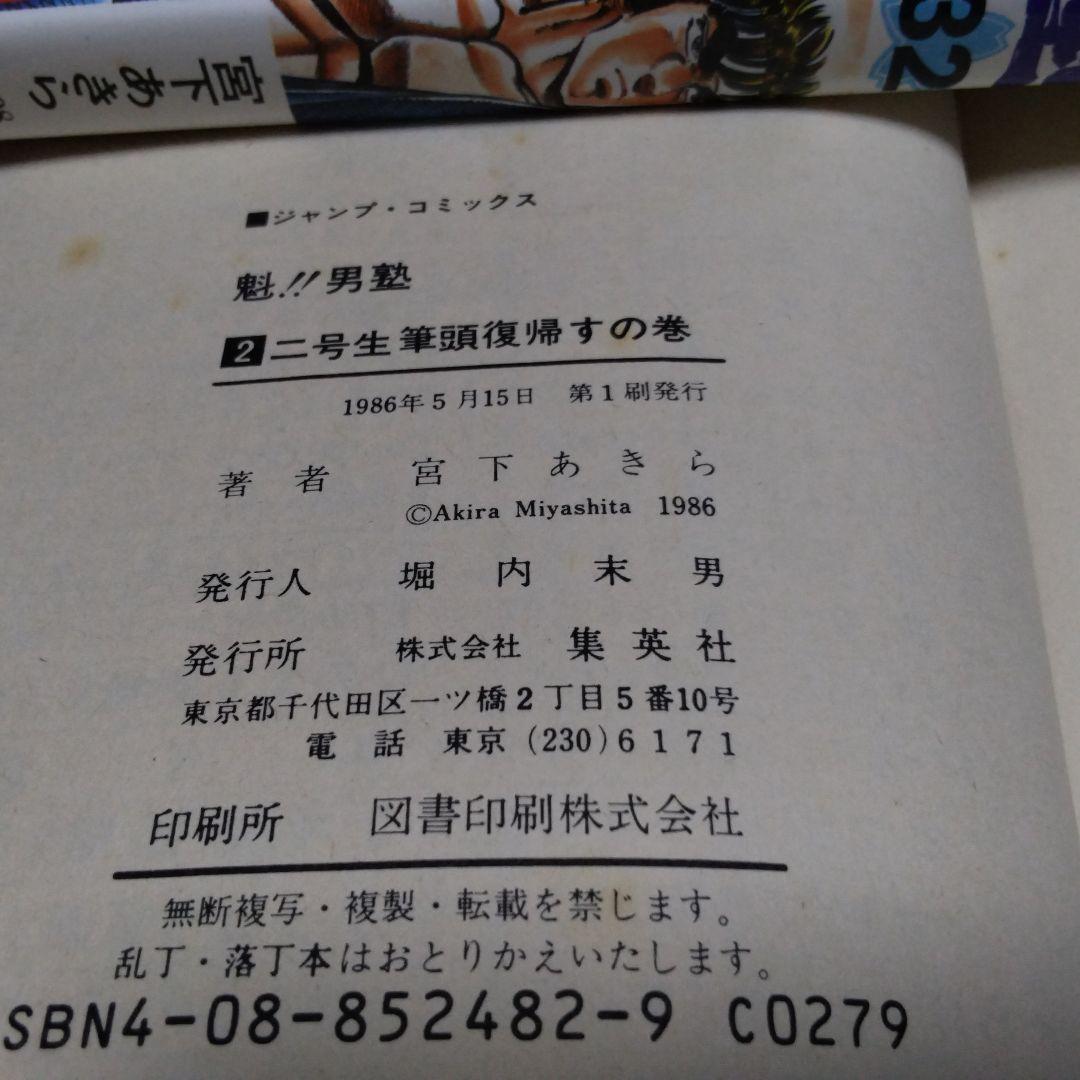 宮下あきら
32
■ジャンプ・コミックス
魁!!男塾
2二号生筆頭復帰すの巻
1986年5月15日 第1刷発行
著者 宮下あきら
©Akira Miyashita 1986
発行人 堀内末男
発行所 株式会社 集英社
東京都千代田区一ツ橋2丁目5番10号
電話 東京(230)6171
印刷所 図書印刷株式会社
無断複写・複製・転載を禁じます。
乱丁・落丁本はおとりかえいたします。
SBN4-08-852482-9 C0279